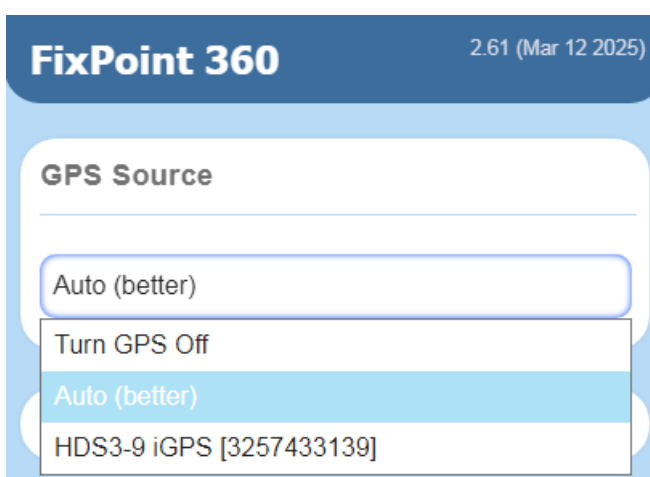 FixPoint 360
2.61 (Mar 12 2025)
GPS Source
Auto (better)
Turn GPS Off
Auto (better)
HDS3-9 iGPS [3257433139]